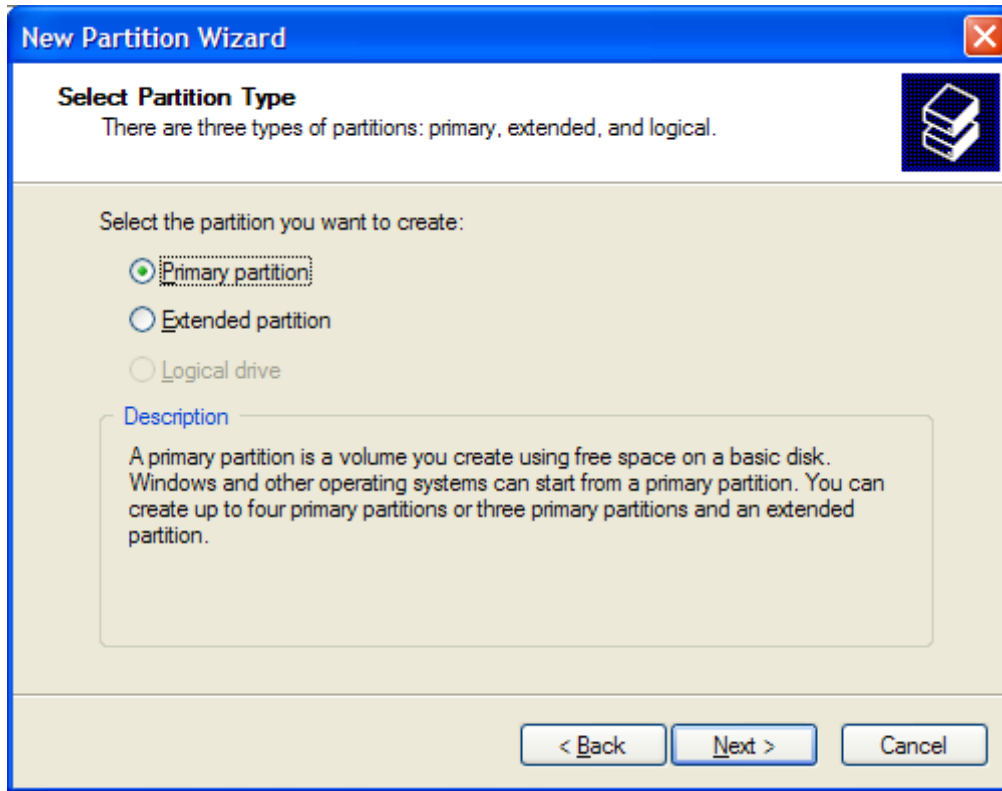 New Partition Wizard
Select Partition Type
There are three types of partitions: primary, extended, and logical.
Select the partition you want to create:
Primary partition
Extended partition
Logical drive
Description
A primary partition is a volume you create using free space on a basic disk.
Windows and other operating systems can start from a primary partition. You can
create up to four primary partitions or three primary partitions and an extended
partition.
< Back
Next >
Cancel